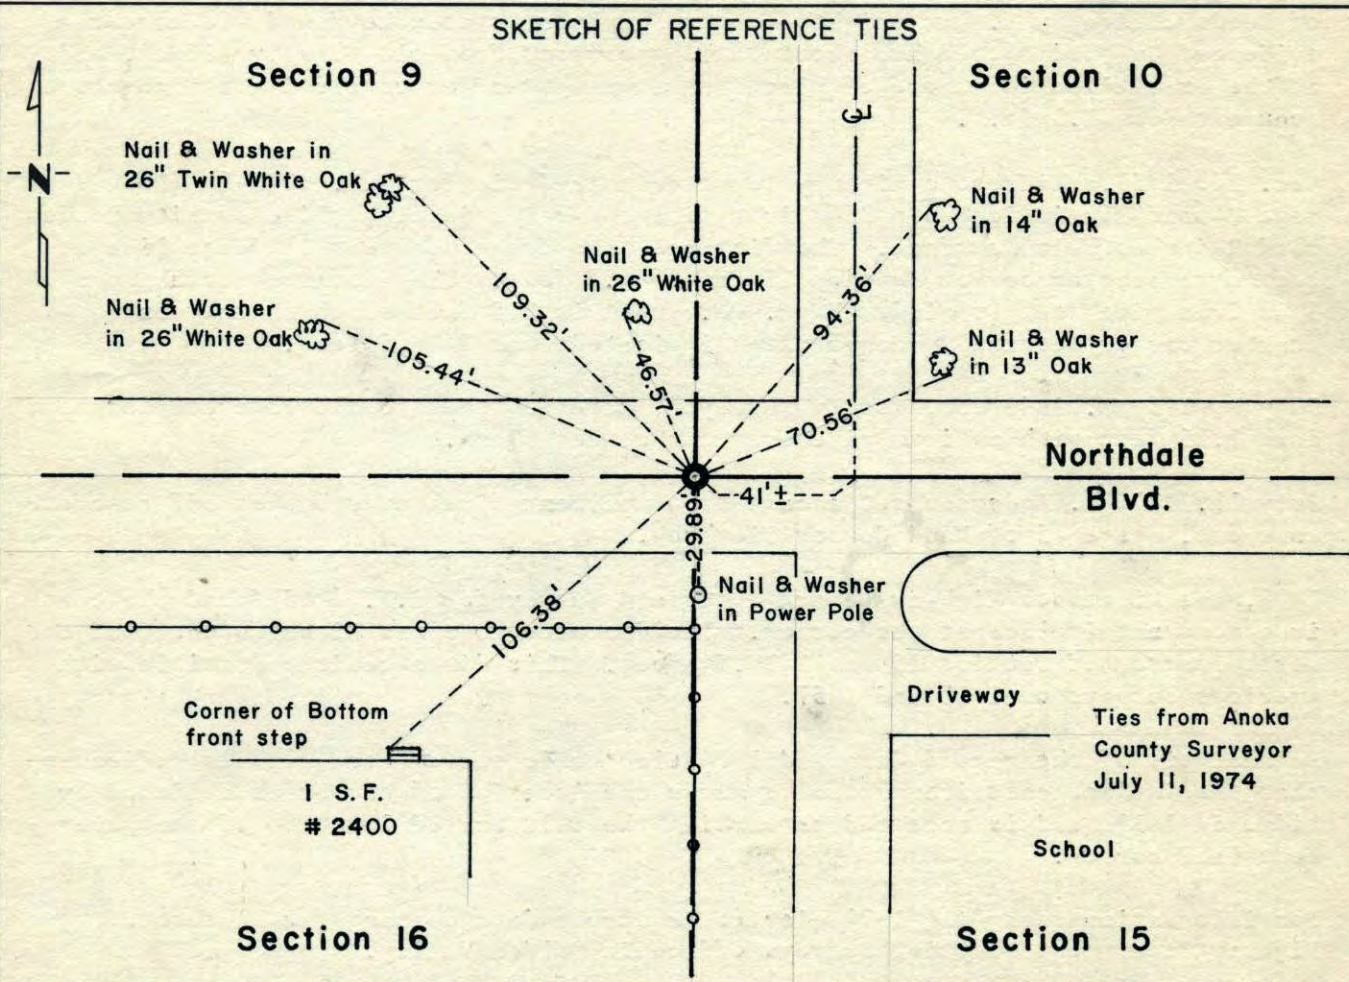 SKETCH OF REFERENCE TIES
Section 9
Section 10
N
℄
Nail & Washer in
26" Twin White Oak
Nail & Washer
in 14" Oak
Nail & Washer
in 26" White Oak
109.32'
94.36'
Nail & Washer
in 26" White Oak
105.44'
46.57'
Nail & Washer
in 13" Oak
70.56'
Northdale
Blvd.
41'±
29.89'
Nail & Washer
in Power Pole
106.38'
Corner of Bottom
front step
1 S.F.
# 2400
Driveway
Ties from Anoka
County Surveyor
July 11, 1974
School
Section 16
Section 15